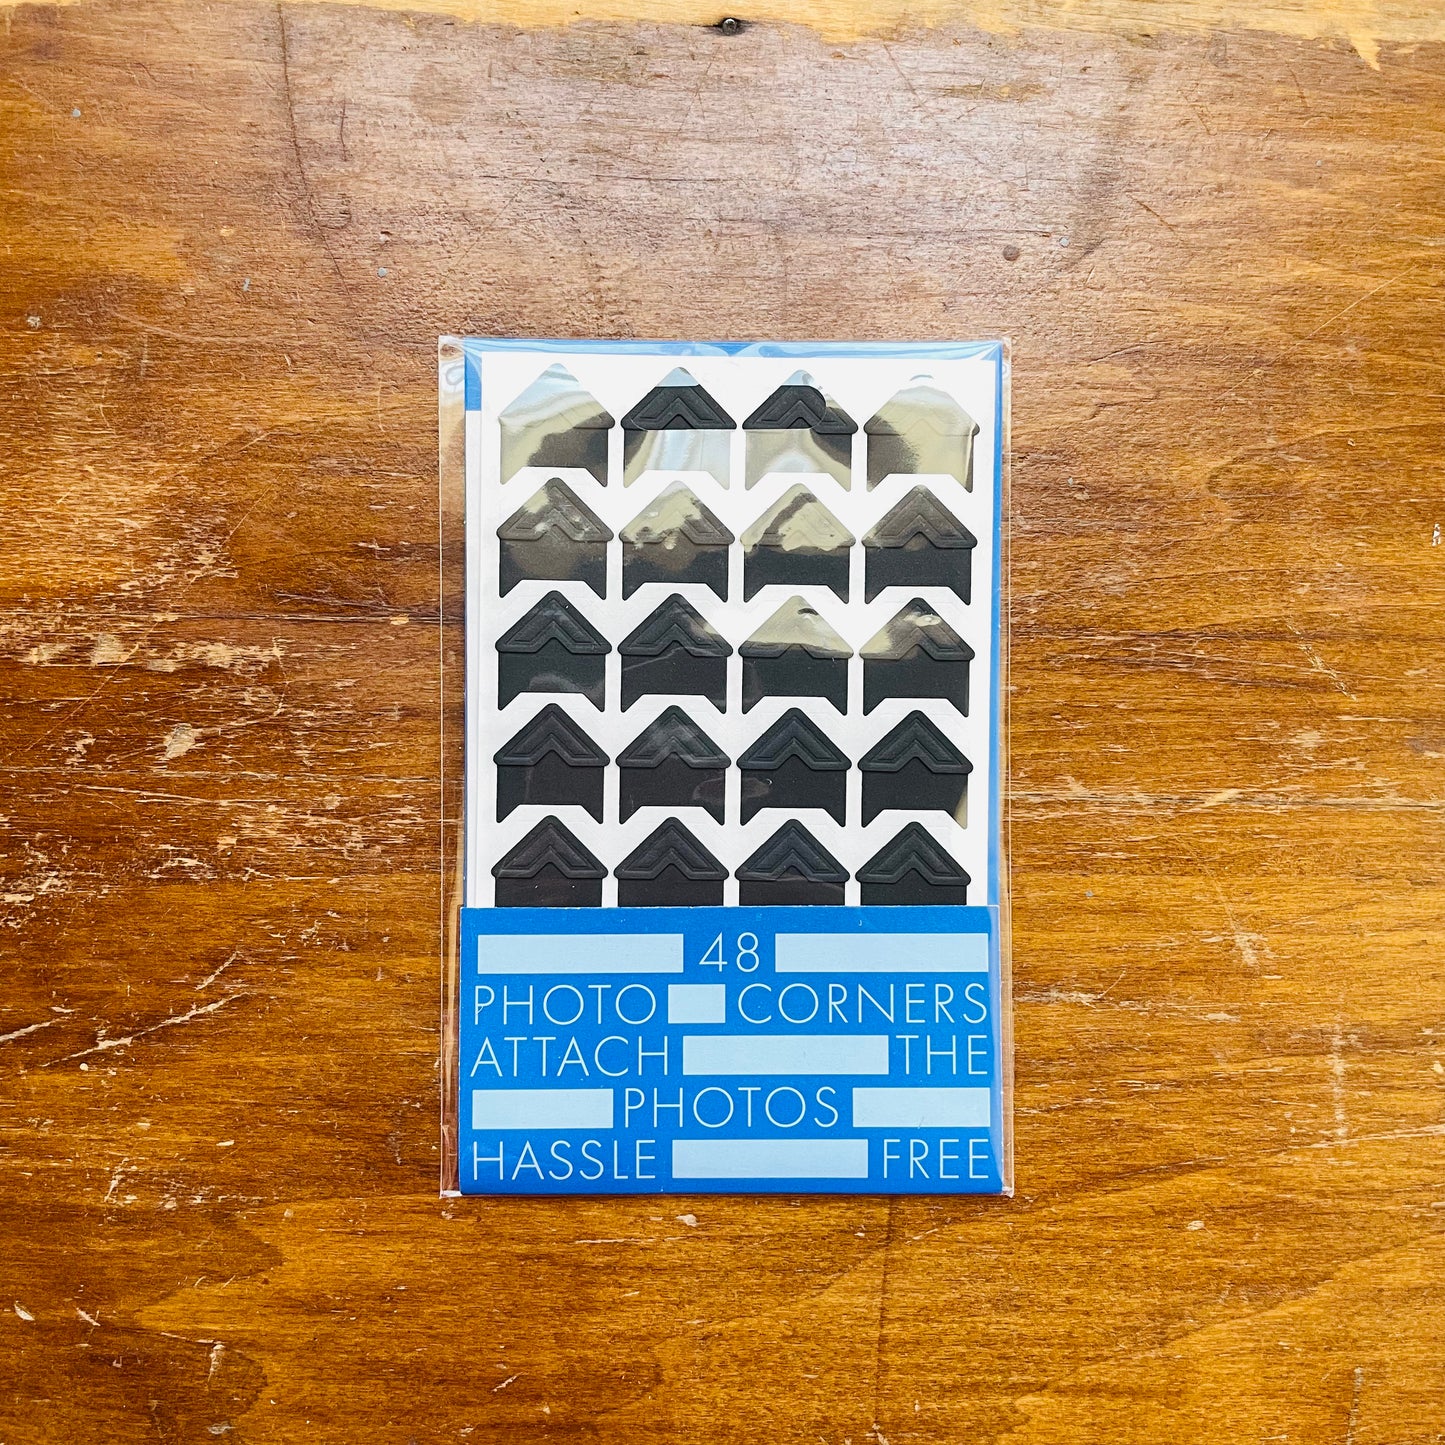 48
PHOTO CORNERS
ATTACH THE
PHOTOS
HASSLE FREE